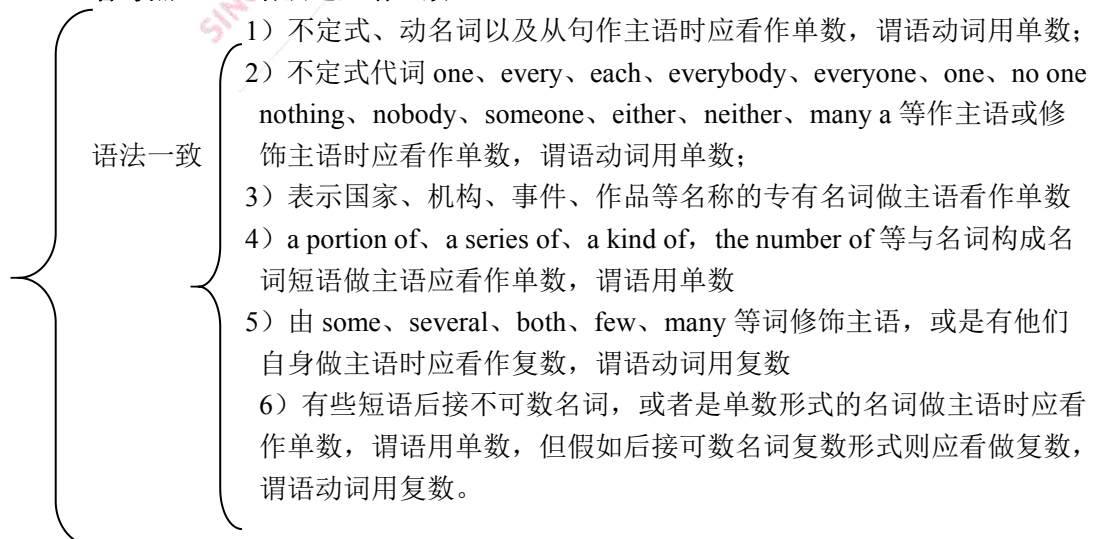 1）不定式、动名词以及从句作主语时应看作单数，谓语动词用单数；
2）不定式代词 one、every、each、everybody、everyone、one、no one
nothing、nobody、someone、either、neither、many a 等作主语或修
语法一致
饰主语时应看作单数，谓语动词用单数；
3）表示国家、机构、事件、作品等名称的专有名词做主语看作单数
4）a portion of、a series of、a kind of，the number of 等与名词构成名
词短语做主语应看作单数，谓语用单数
5）由 some、several、both、few、many 等词修饰主语，或是有他们
自身做主语时应看作复数，谓语动词用复数
6）有些短语后接不可数名词，或者是单数形式的名词做主语时应看
作单数，谓语用单数，但假如后接可数名词复数形式则应看做复数，
谓语动词用复数。